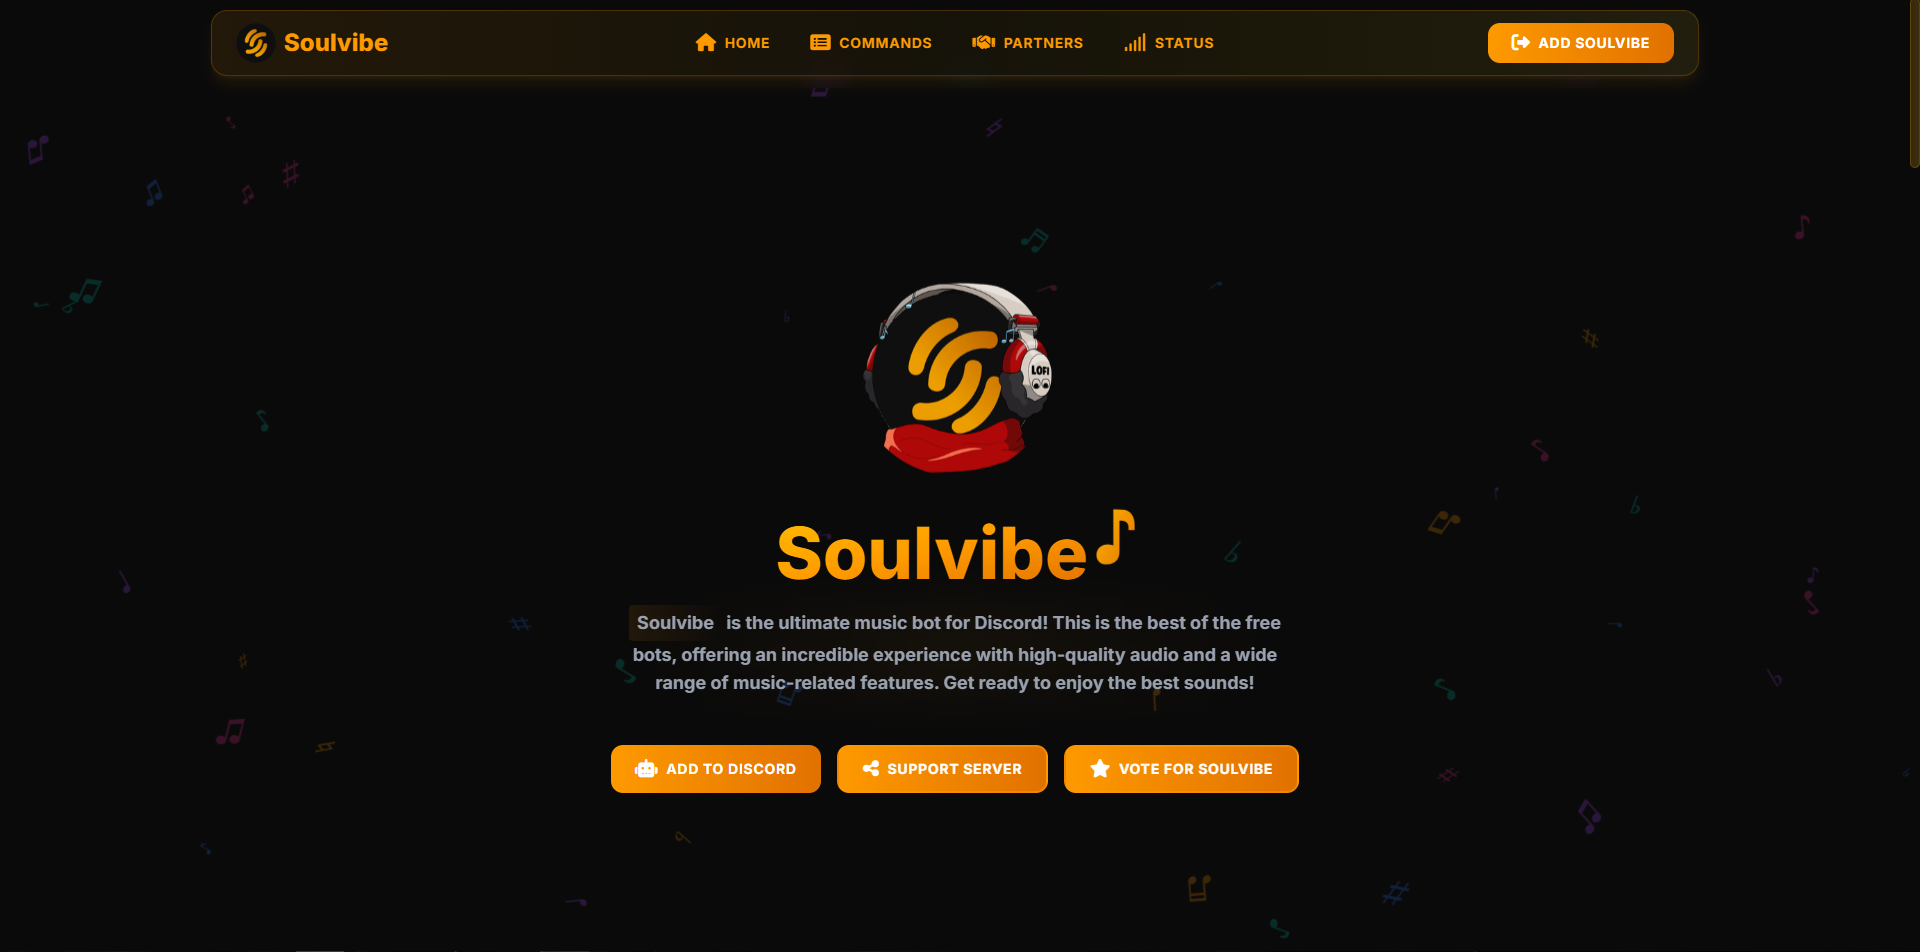 Soulvibe
HOME
COMMANDS
PARTNERS
STATUS
ADD SOULVIBE
LOFI
Soulvibe
Soulvibe is the ultimate music bot for Discord! This is the best of the free
bots, offering an incredible experience with high-quality audio and a wide
range of music-related features. Get ready to enjoy the best sounds!
ADD TO DISCORD
SUPPORT SERVER
VOTE FOR SOULVIBE